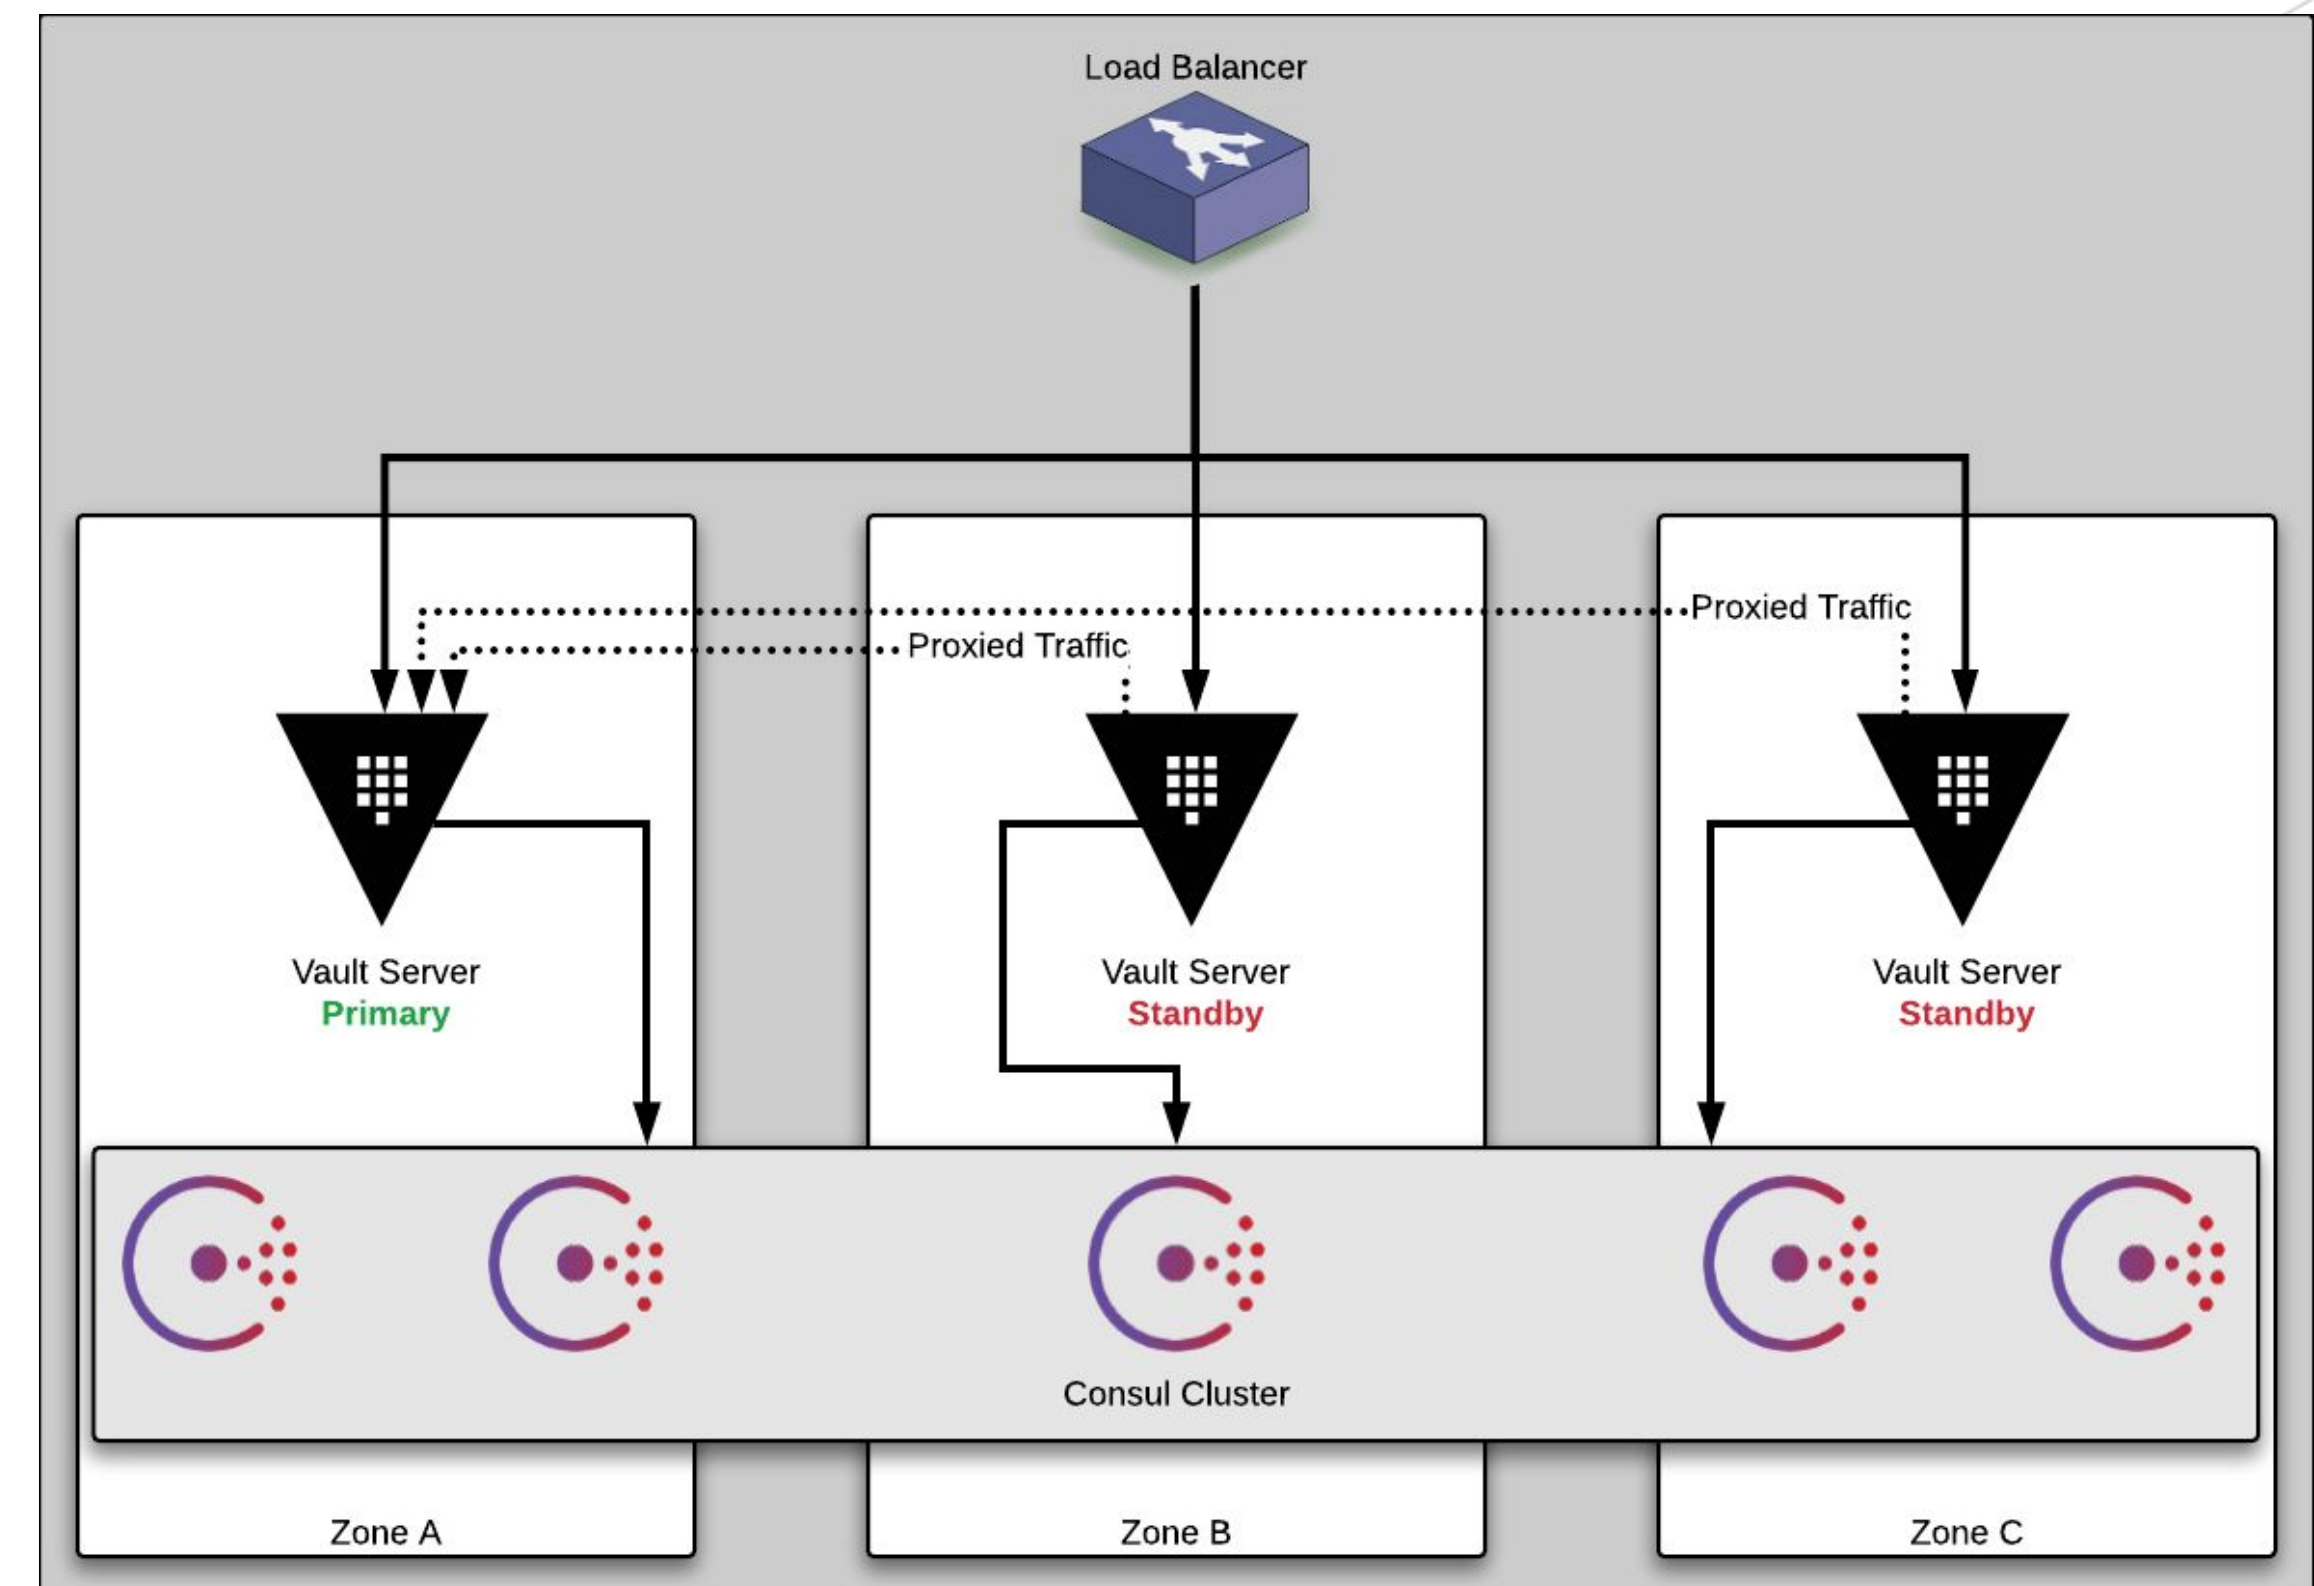 Load Balancer
Proxied Traffic
Proxied Traffic
Vault Server
Primary
Vault Server
Standby
Vault Server
Standby
Consul Cluster
Zone A
Zone B
Zone C